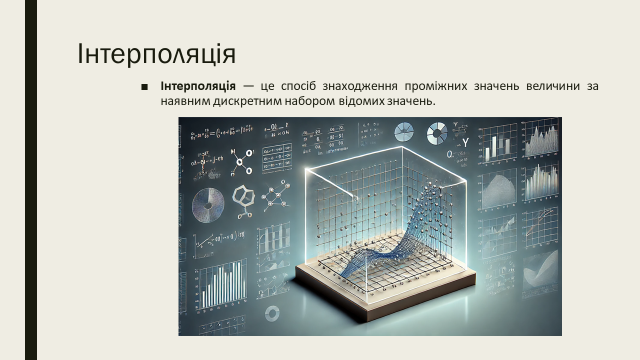 Інтерполяція
▪ Інтерполяція — це спосіб знаходження проміжних значень величини за
наявним дискретним набором відомих значень.